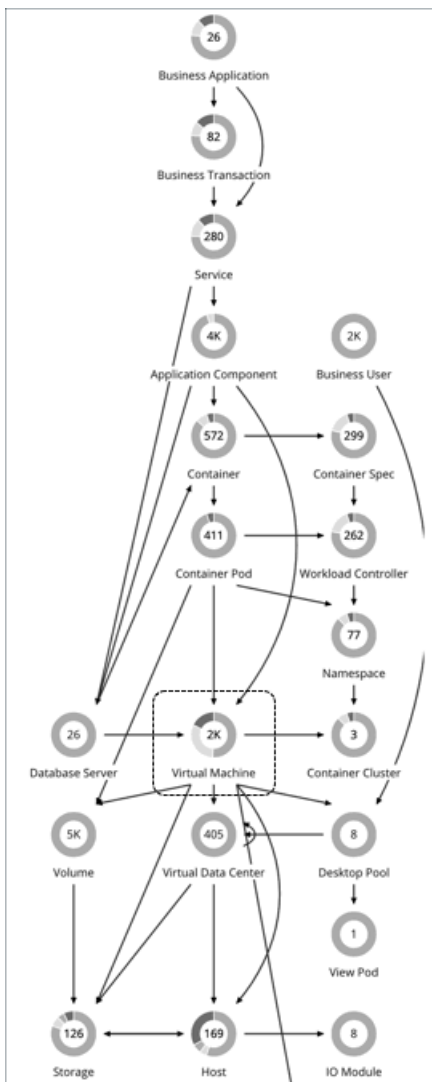 26
Business Application
82
Business Transaction
280
Service
4K
2K
Application Component
Business User
572
299
Container
Container Spec
411
262
Container Pod
Workload Controller
77
Namespace
26
2K
3
Database Server
Virtual Machine
Container Cluster
5K
405
8
Volume
Virtual Data Center
Desktop Pool
1
View Pod
126
169
8
Storage
Host
IO Module